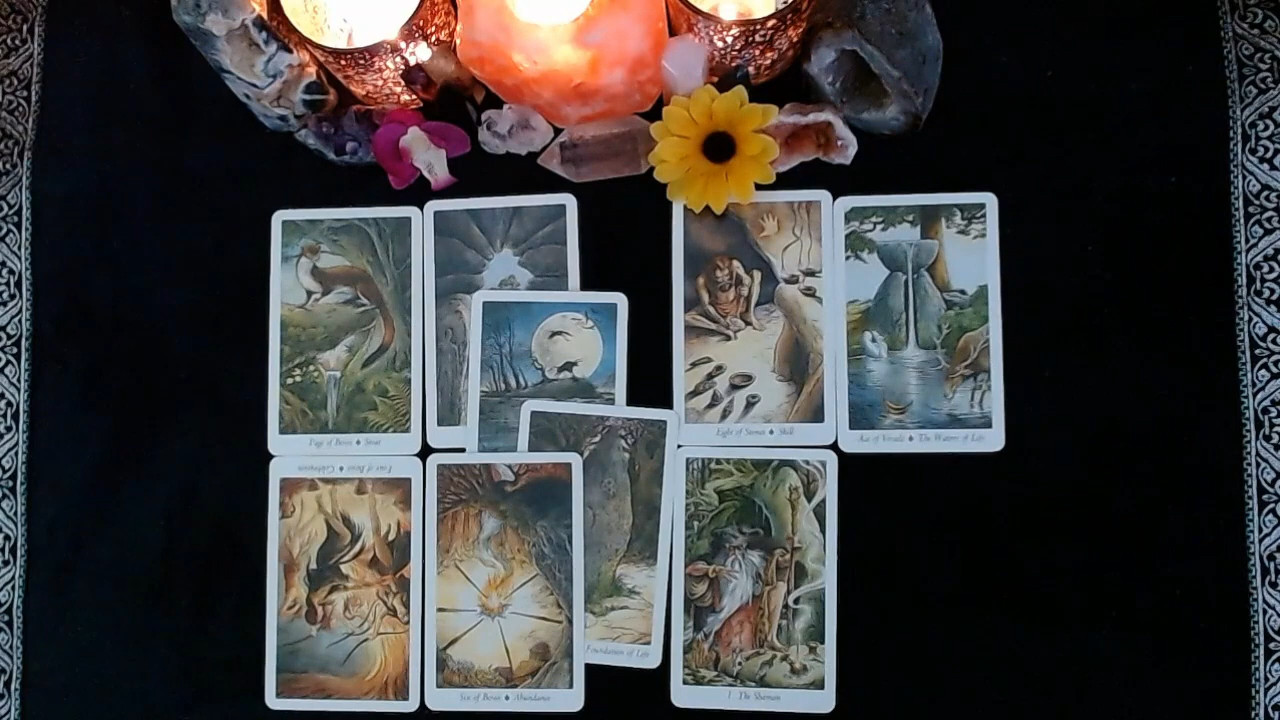 Page of Bows ♦ Stoat
Eight of Stones ♦ Skill
Ace of Vessels ♦ The Waters of Life
Four of Bows ♦ Celebration
Six of Bows ♦ Abundance
Foundation of Life
1 The Shaman